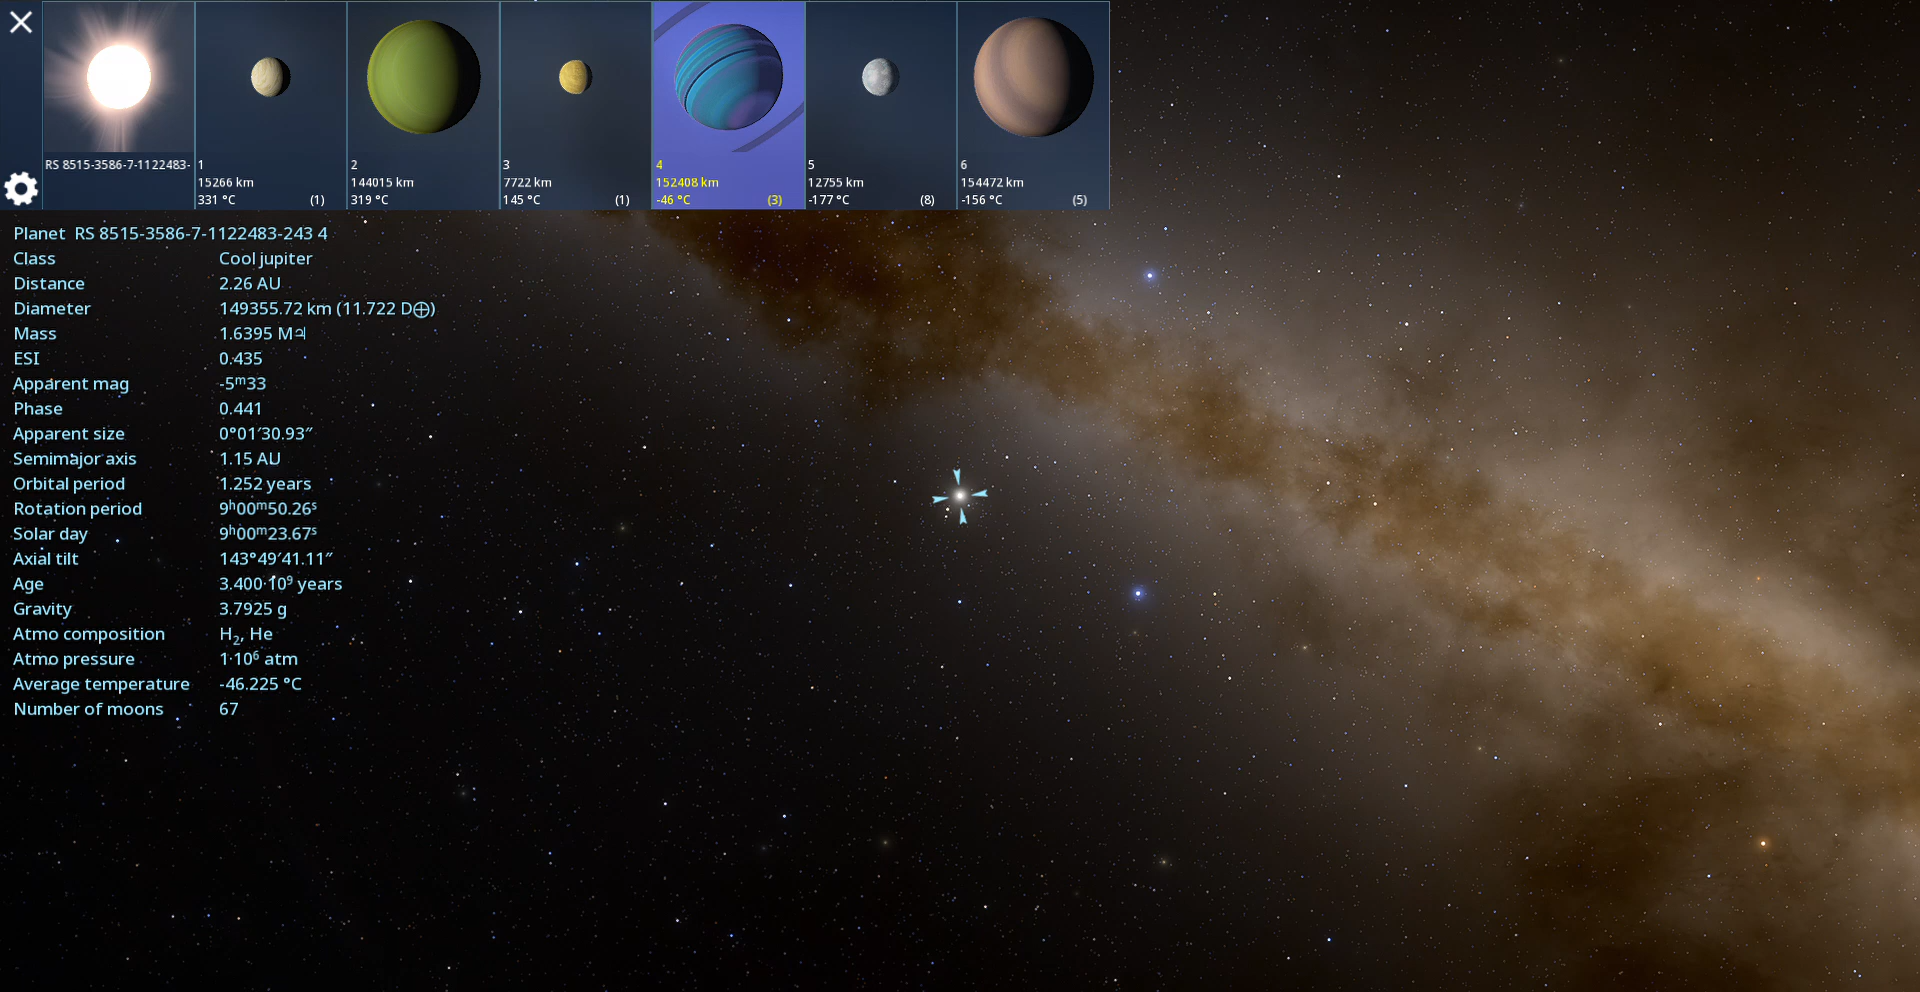 RS 8515-3586-7-1122483-
1
15266 km
331 °C (1)
2
144015 km
319 °C
3
7722 km
145 °C (1)
4
152408 km
-46 °C (3)
5
12755 km
-177 °C (8)
6
154472 km
-156 °C (5)
Planet RS 8515-3586-7-1122483-243 4
Class Cool jupiter
Distance 2.26 AU
Diameter 149355.72 km (11.722 D⊕)
Mass 1.6395 M♃
ESI 0.435
Apparent mag -5ᵐ33
Phase 0.441
Apparent size 0°01′30.93″
Semimajor axis 1.15 AU
Orbital period 1.252 years
Rotation period 9ʰ00ᵐ50.26ˢ
Solar day 9ʰ00ᵐ23.67ˢ
Axial tilt 143°49′41.11″
Age 3.400·10⁹ years
Gravity 3.7925 g
Atmo composition H₂, He
Atmo pressure 1·10⁶ atm
Average temperature -46.225 °C
Number of moons 67